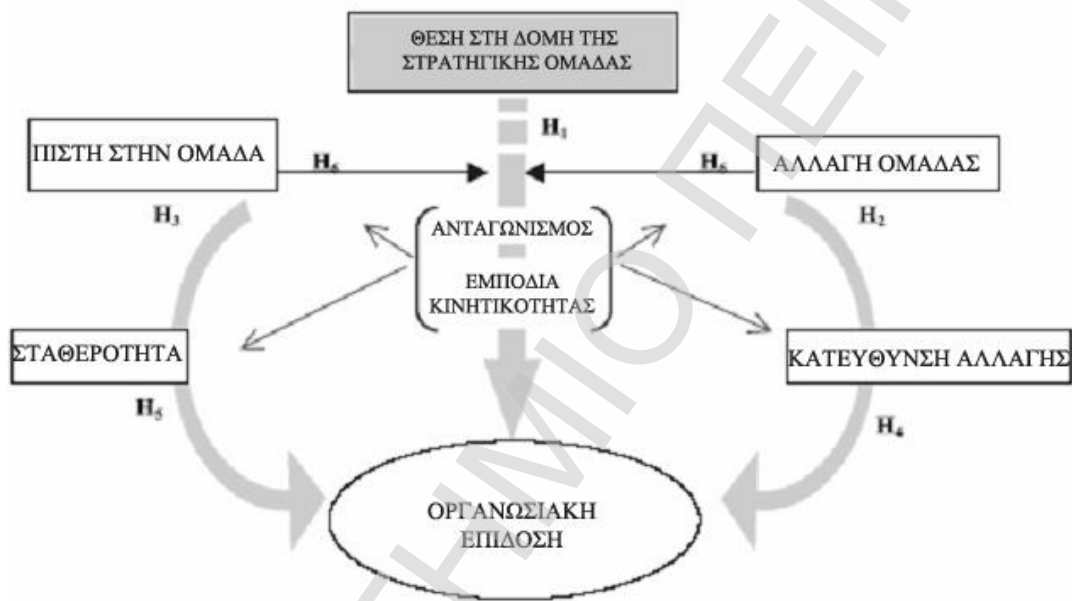 ΘΕΣΗ ΣΤΗ ΔΟΜΗ ΤΗΣ
ΣΤΡΑΤΗΓΙΚΗΣ ΟΜΑΔΑΣ
H₁
ΠΙΣΤΗ ΣΤΗΝ ΟΜΑΔΑ
H₆
H₆
ΑΛΛΑΓΗ ΟΜΑΔΑΣ
H₃
H₂
ΑΝΤΑΓΩΝΙΣΜΟΣ
ΕΜΠΟΔΙΑ
ΚΙΝΗΤΙΚΟΤΗΤΑΣ
ΣΤΑΘΕΡΟΤΗΤΑ
ΚΑΤΕΥΘΥΝΣΗ ΑΛΛΑΓΗΣ
H₅
H₄
ΟΡΓΑΝΩΣΙΑΚΗ
ΕΠΙΔΟΣΗ